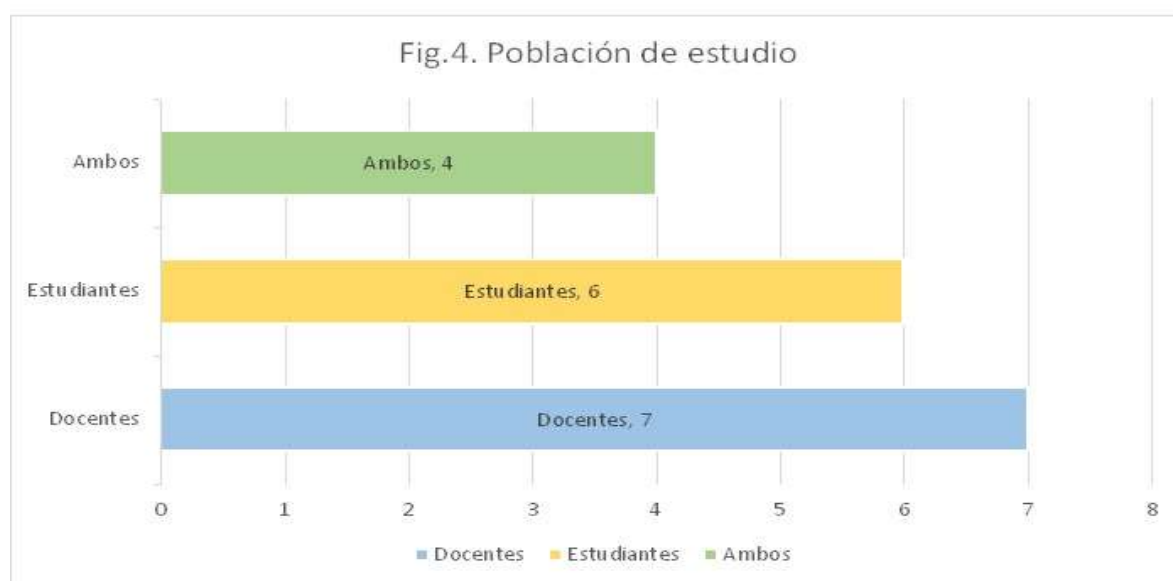 Fig.4. Población de estudio
Ambos
Ambos, 4
Estudiantes
Estudiantes, 6
Docentes
Docentes, 7
0 1 2 3 4 5 6 7 8
Docentes Estudiantes Ambos